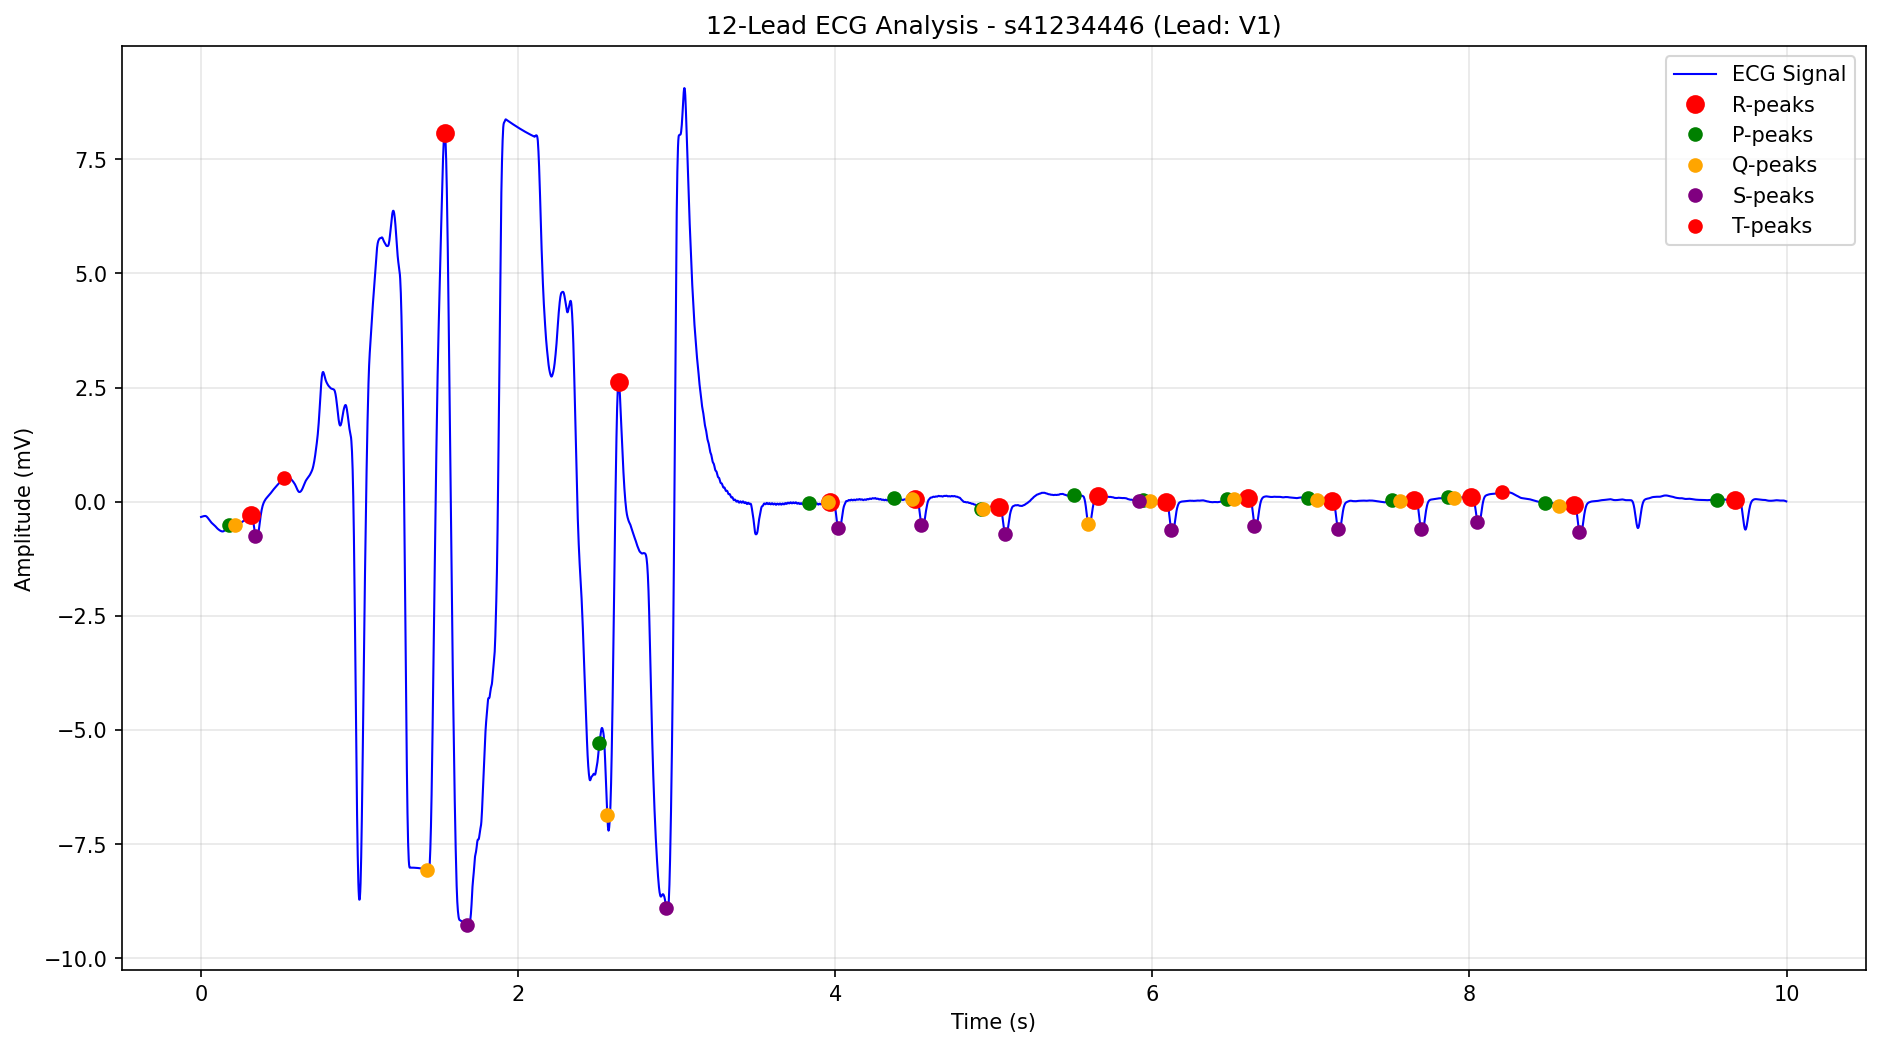 12-Lead ECG Analysis - s41234446 (Lead: V1)
ECG Signal
R-peaks
P-peaks
Q-peaks
S-peaks
T-peaks
Amplitude (mV)
7.5
5.0
2.5
0.0
−2.5
−5.0
−7.5
−10.0
0
2
4
6
8
10
Time (s)